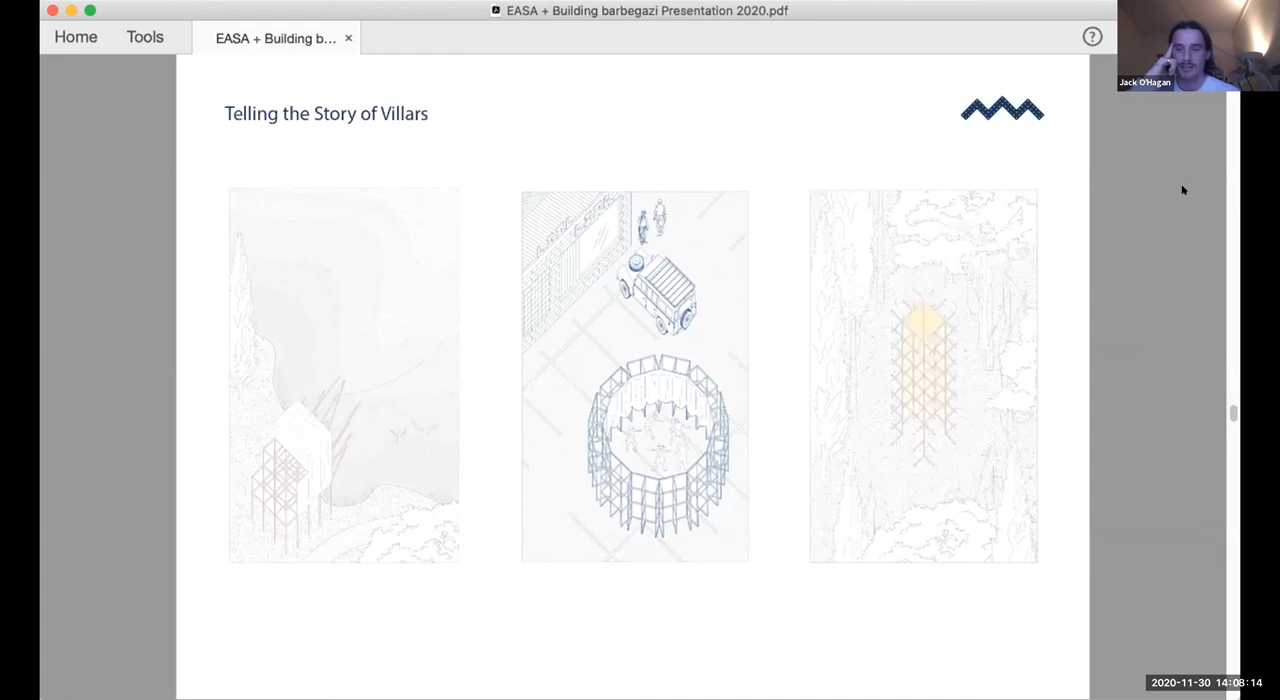 EASA + Building barbegazi Presentation 2020.pdf
Home
Tools
EASA + Building b... ×
?
Jack O'Hagan
Telling the Story of Villars
2020-11-30 14:08:14